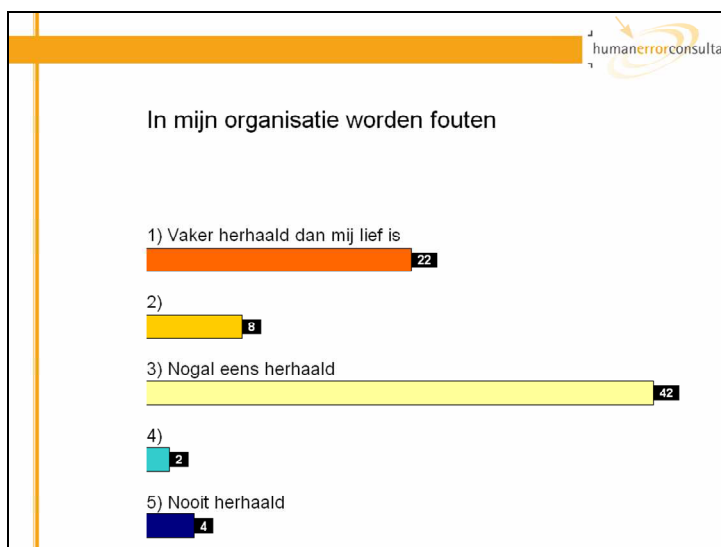 humanerrorconsulta
In mijn organisatie worden fouten
1) Vaker herhaald dan mij lief is
22
2)
8
3) Nogal eens herhaald
42
4)
2
5) Nooit herhaald
4